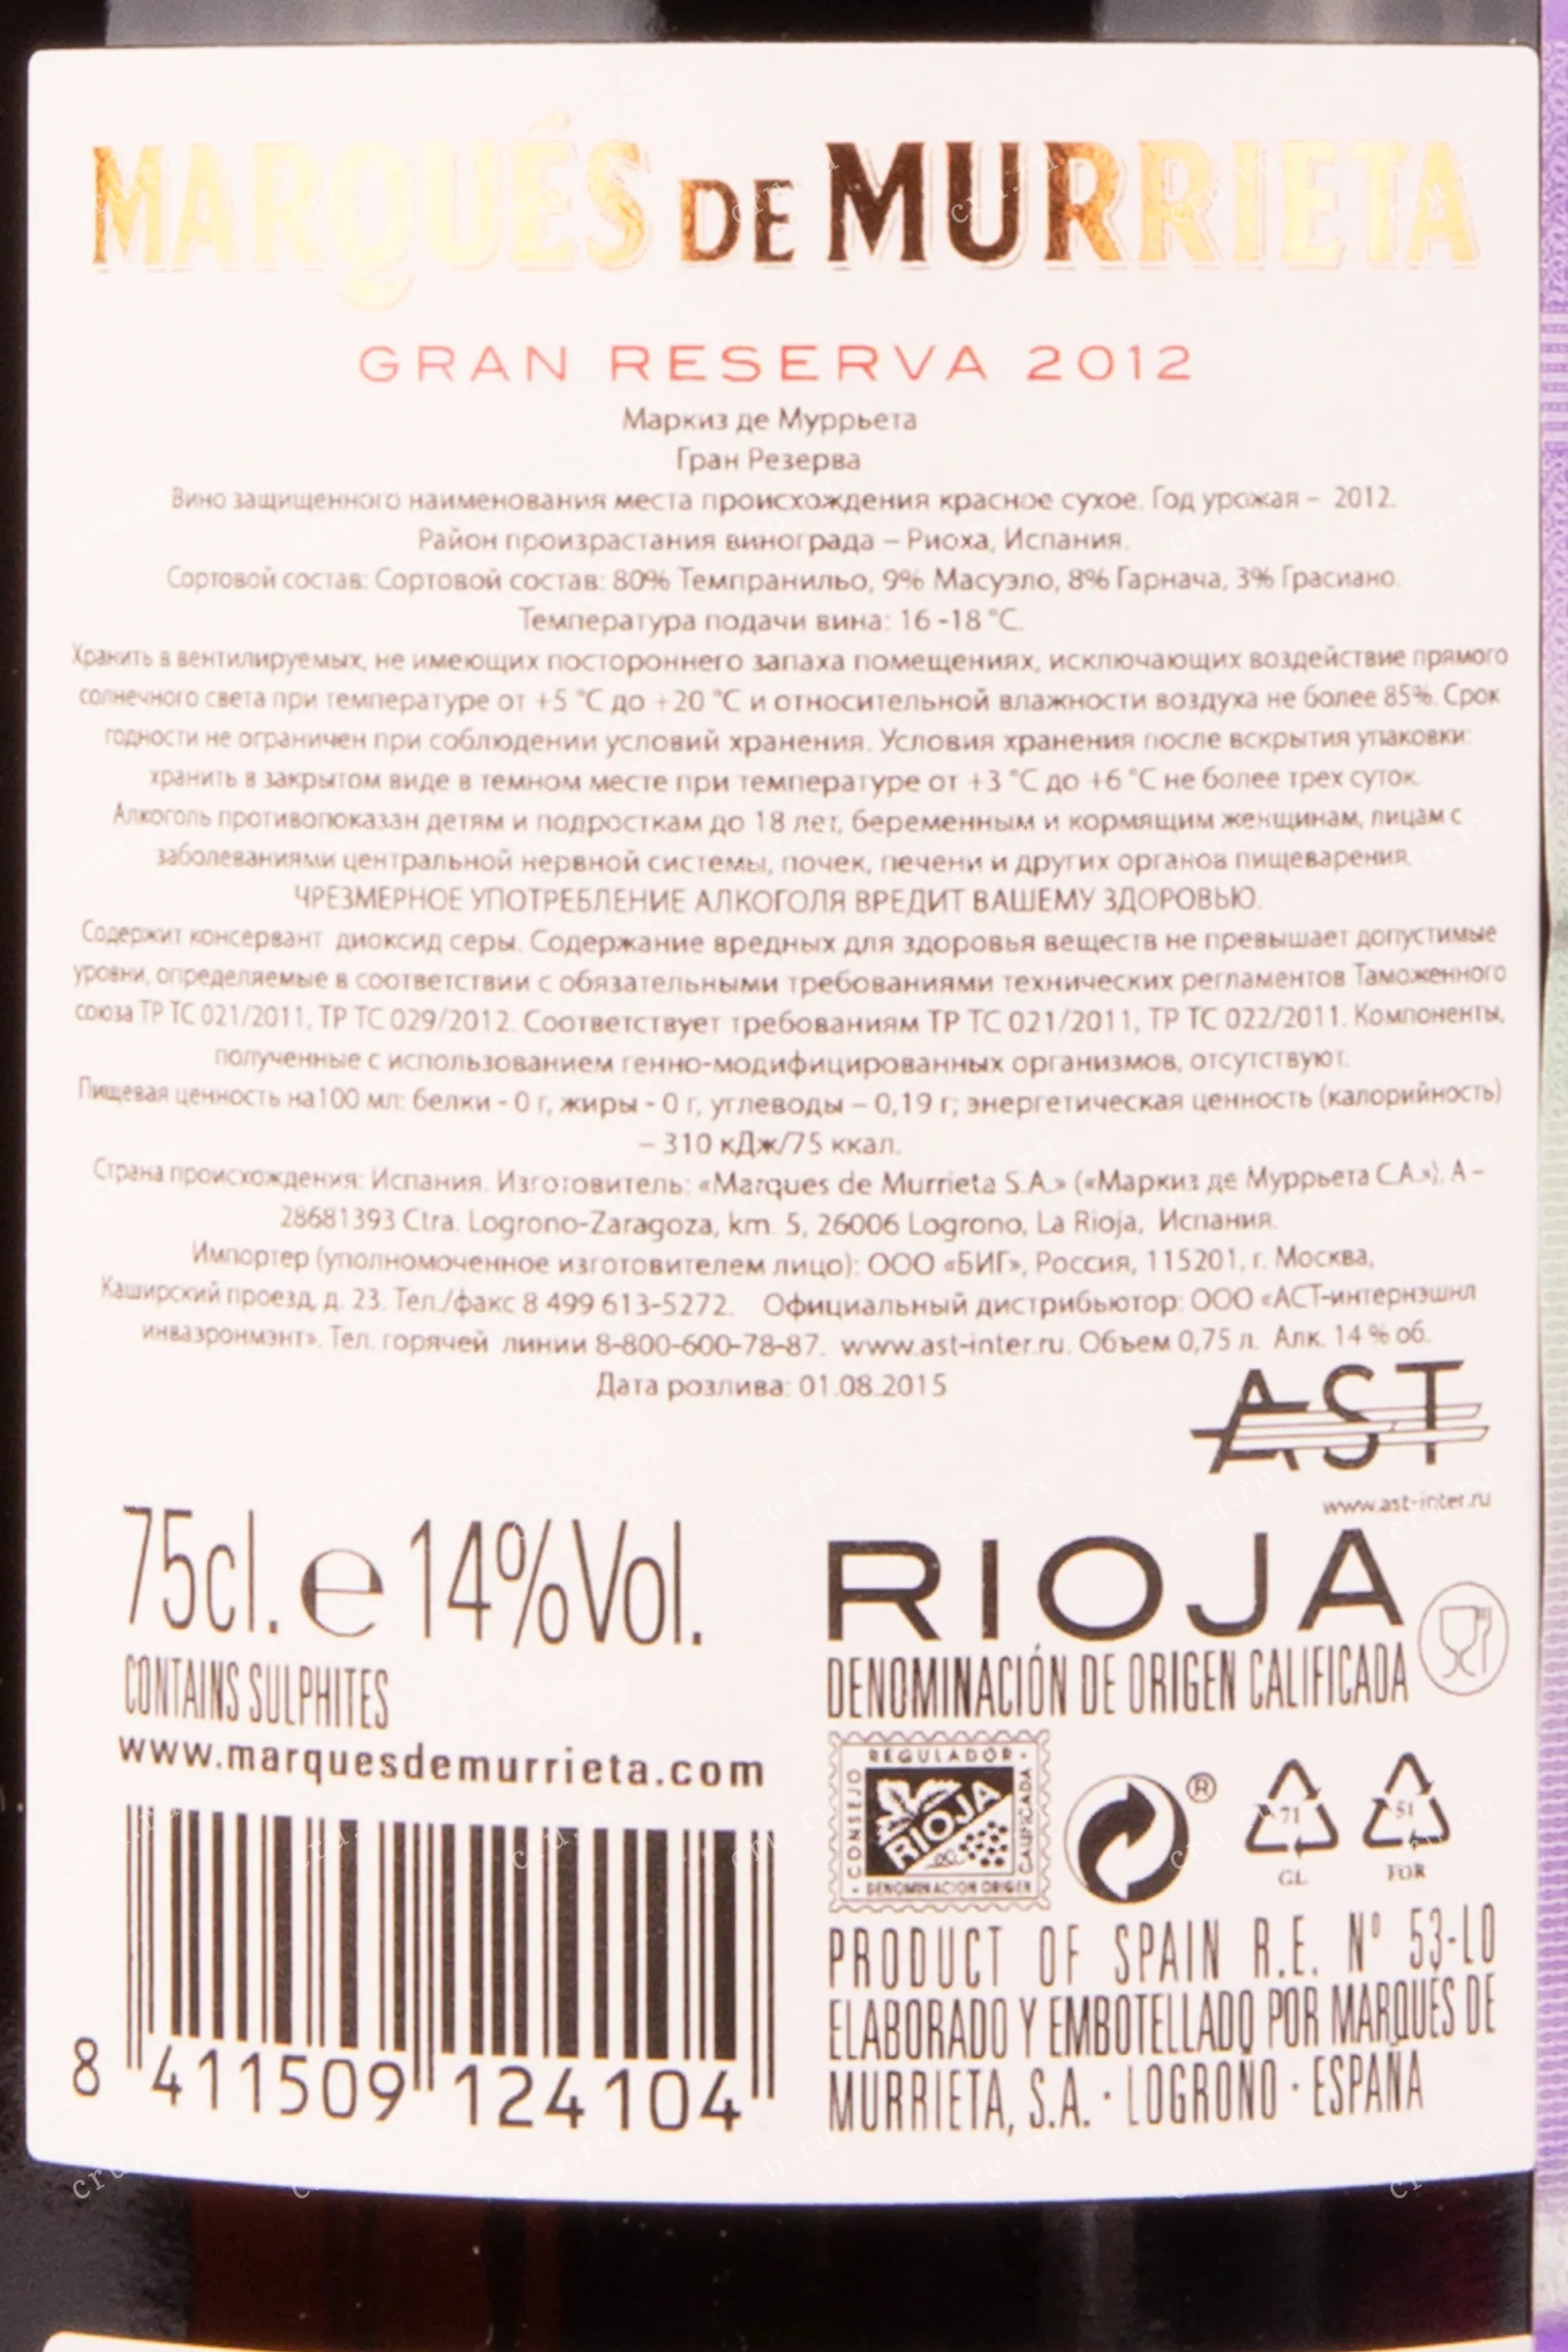 MARQUÉS DE MURRIETA
GRAN RESERVA 2012
Маркиз де Муррьета
Гран Резерва
Вино защищенного наименования места происхождения красное сухое. Год урожая – 2012.
Район произрастания винограда – Риоха, Испания.
Сортовой состав: Сортовой состав: 80% Темпранильо, 9% Масуэло, 8% Гарнача, 3% Грасиано.
Температура подачи вина: 16 -18 °C.
Хранить в вентилируемых, не имеющих постороннего запаха помещениях, исключающих воздействие прямого
солнечного света при температуре от +5 °C до +20 °C и относительной влажности воздуха не более 85%. Срок
годности не ограничен при соблюдении условий хранения. Условия хранения после вскрытия упаковки:
хранить в закрытом виде в темном месте при температуре от +3 °C до +6 °C не более трех суток.
Алкоголь противопоказан детям и подросткам до 18 лет, беременным и кормящим женщинам, лицам с
заболеваниями центральной нервной системы, почек, печени и других органов пищеварения.
ЧРЕЗМЕРНОЕ УПОТРЕБЛЕНИЕ АЛКОГОЛЯ ВРЕДИТ ВАШЕМУ ЗДОРОВЬЮ.
Содержит консервант диоксид серы. Содержание вредных для здоровья веществ не превышает допустимые
уровни, определяемые в соответствии с обязательными требованиями технических регламентов Таможенного
союза ТР ТС 021/2011, ТР ТС 029/2012. Соответствует требованиям ТР ТС 021/2011, ТР ТС 022/2011. Компоненты,
полученные с использованием генно-модифицированных организмов, отсутствуют.
Пищевая ценность на100 мл: белки - 0 г, жиры - 0 г, углеводы – 0,19 г; энергетическая ценность (калорийность)
– 310 кДж/75 ккал.
Страна происхождения: Испания. Изготовитель: «Marques de Murrieta S.A.» («Маркиз де Муррьета С.А.»), A –
28681393 Ctra. Logrono-Zaragoza, km. 5, 26006 Logrono, La Rioja, Испания.
Импортер (уполномоченное изготовителем лицо): ООО «БИГ», Россия, 115201, г. Москва,
Каширский проезд, д. 23. Тел./факс 8 499 613-5272. Официальный дистрибьютор: ООО «АСТ-интернэшнл
инваэронмэнт». Тел. горячей линии 8-800-600-78-87. www.ast-inter.ru. Объем 0,75 л. Алк. 14 % об.
Дата розлива: 01.08.2015
AST
www.ast-inter.ru
75cl. e 14%Vol.
CONTAINS SULPHITES
www.marquesdemurrieta.com
8 411509 124104
RIOJA
DENOMINACIÓN DE ORIGEN CALIFICADA
CONSEJO REGULADOR
RIOJA
DENOMINACION ORIGEN CALIFICADA
®
71
GL
51
FOR
PRODUCT OF SPAIN R.E. Nº 53-LO
ELABORADO Y EMBOTELLADO POR MARQUÉS DE
MURRIETA, S.A. · LOGROÑO · ESPAÑA
cru.ru